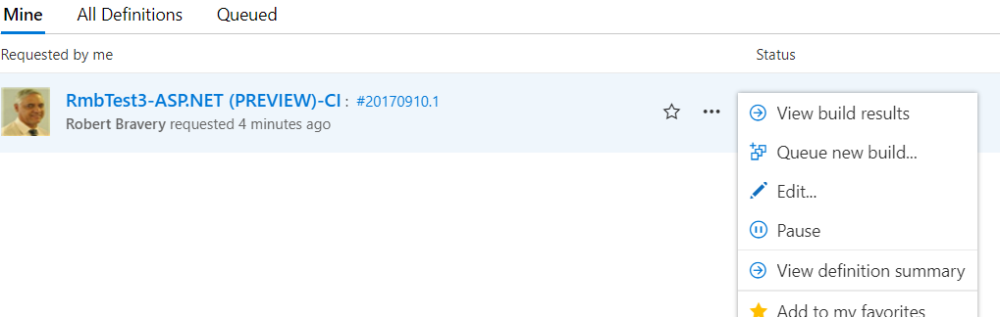 Mine All Definitions Queued
Requested by me Status
RmbTest3-ASP.NET (PREVIEW)-CI : #20170910.1
Robert Bravery requested 4 minutes ago
View build results
Queue new build...
Edit...
Pause
View definition summary
Add to my favorites